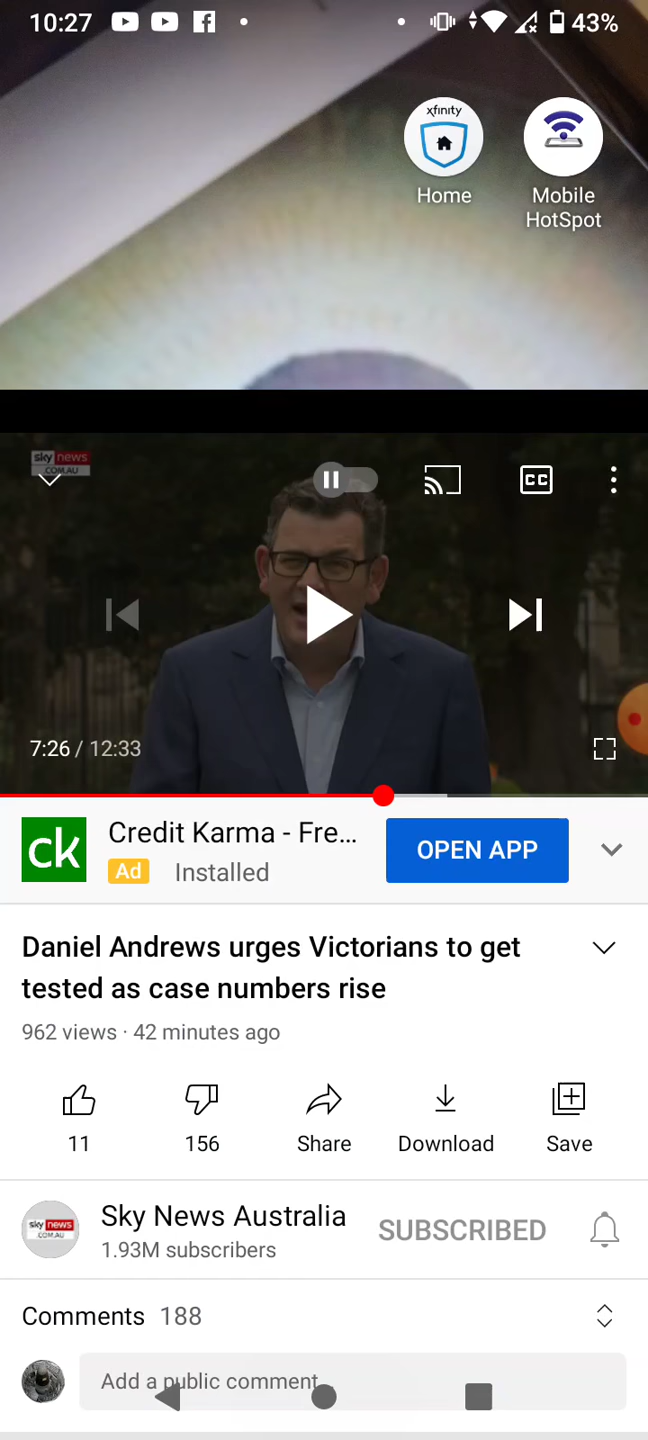 10:27
43%
xfinity
Home
Mobile
HotSpot
sky news
.COM.AU
CC
7:26 / 12:33
ck
Credit Karma - Fre...
Ad Installed
OPEN APP
Daniel Andrews urges Victorians to get
tested as case numbers rise
962 views · 42 minutes ago
11
156
Share
Download
Save
sky news
.COM.AU
Sky News Australia
1.93M subscribers
SUBSCRIBED
Comments 188
Add a public comment...